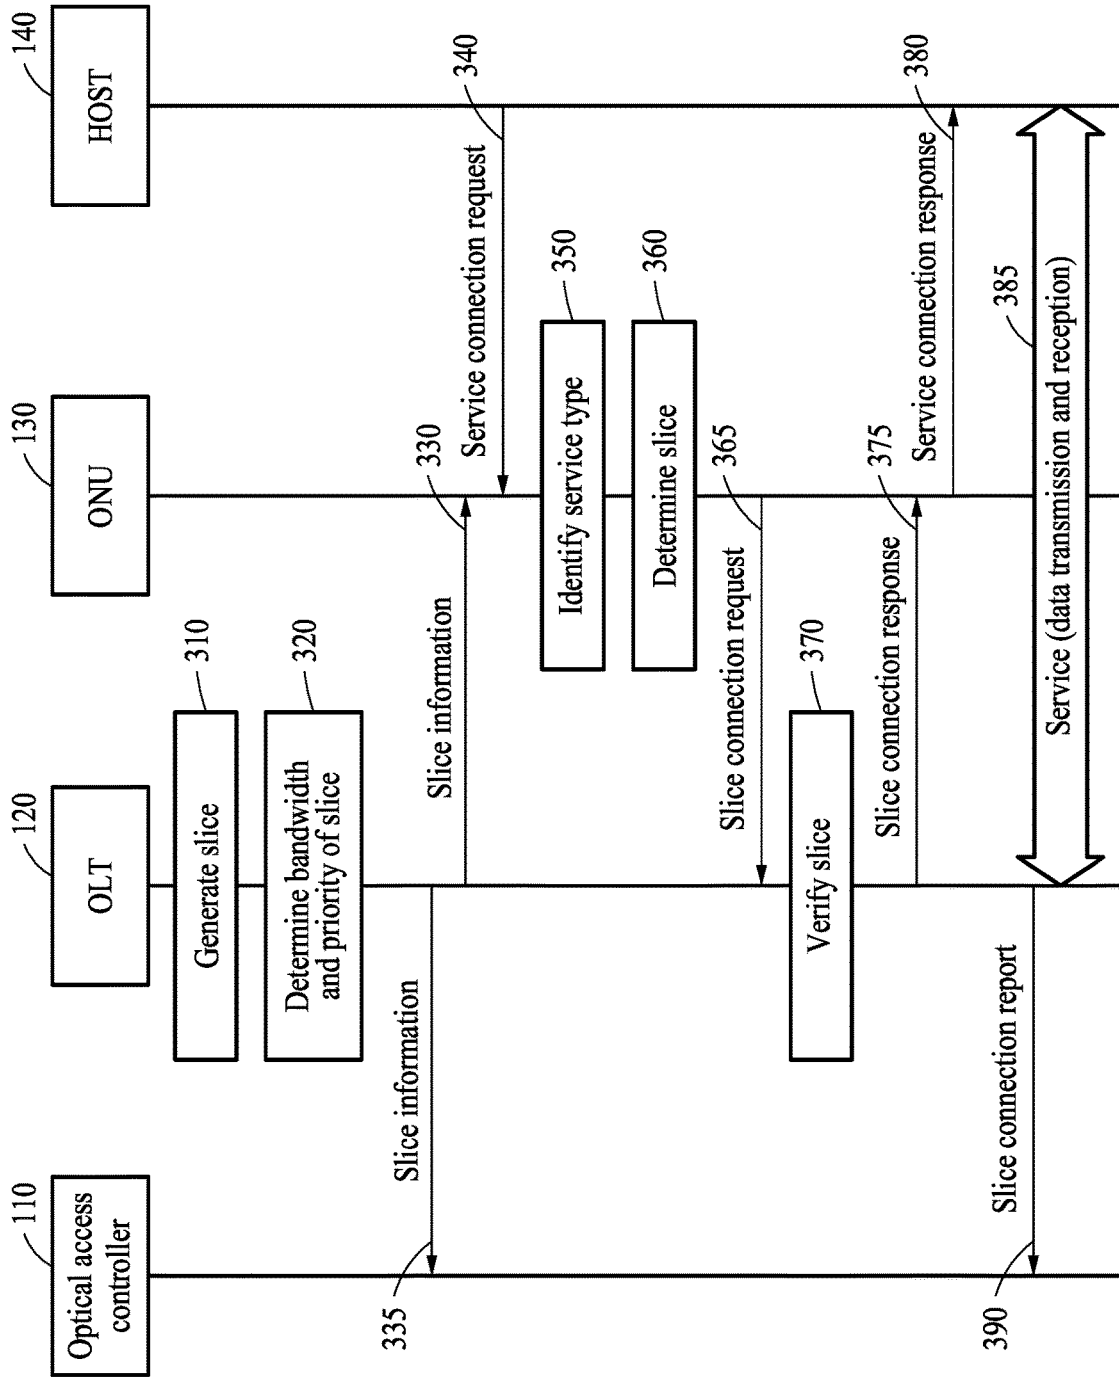 110
120
130
140
Optical access
controller
OLT
ONU
HOST
Generate slice
310
Determine bandwidth
and priority of slice
320
335
Slice information
Slice information
330
Service connection request
340
Identify service type
350
Determine slice
360
Slice connection request
365
Verify slice
370
Slice connection response
375
Service connection response
380
390
Slice connection report
385
Service (data transmission and reception)